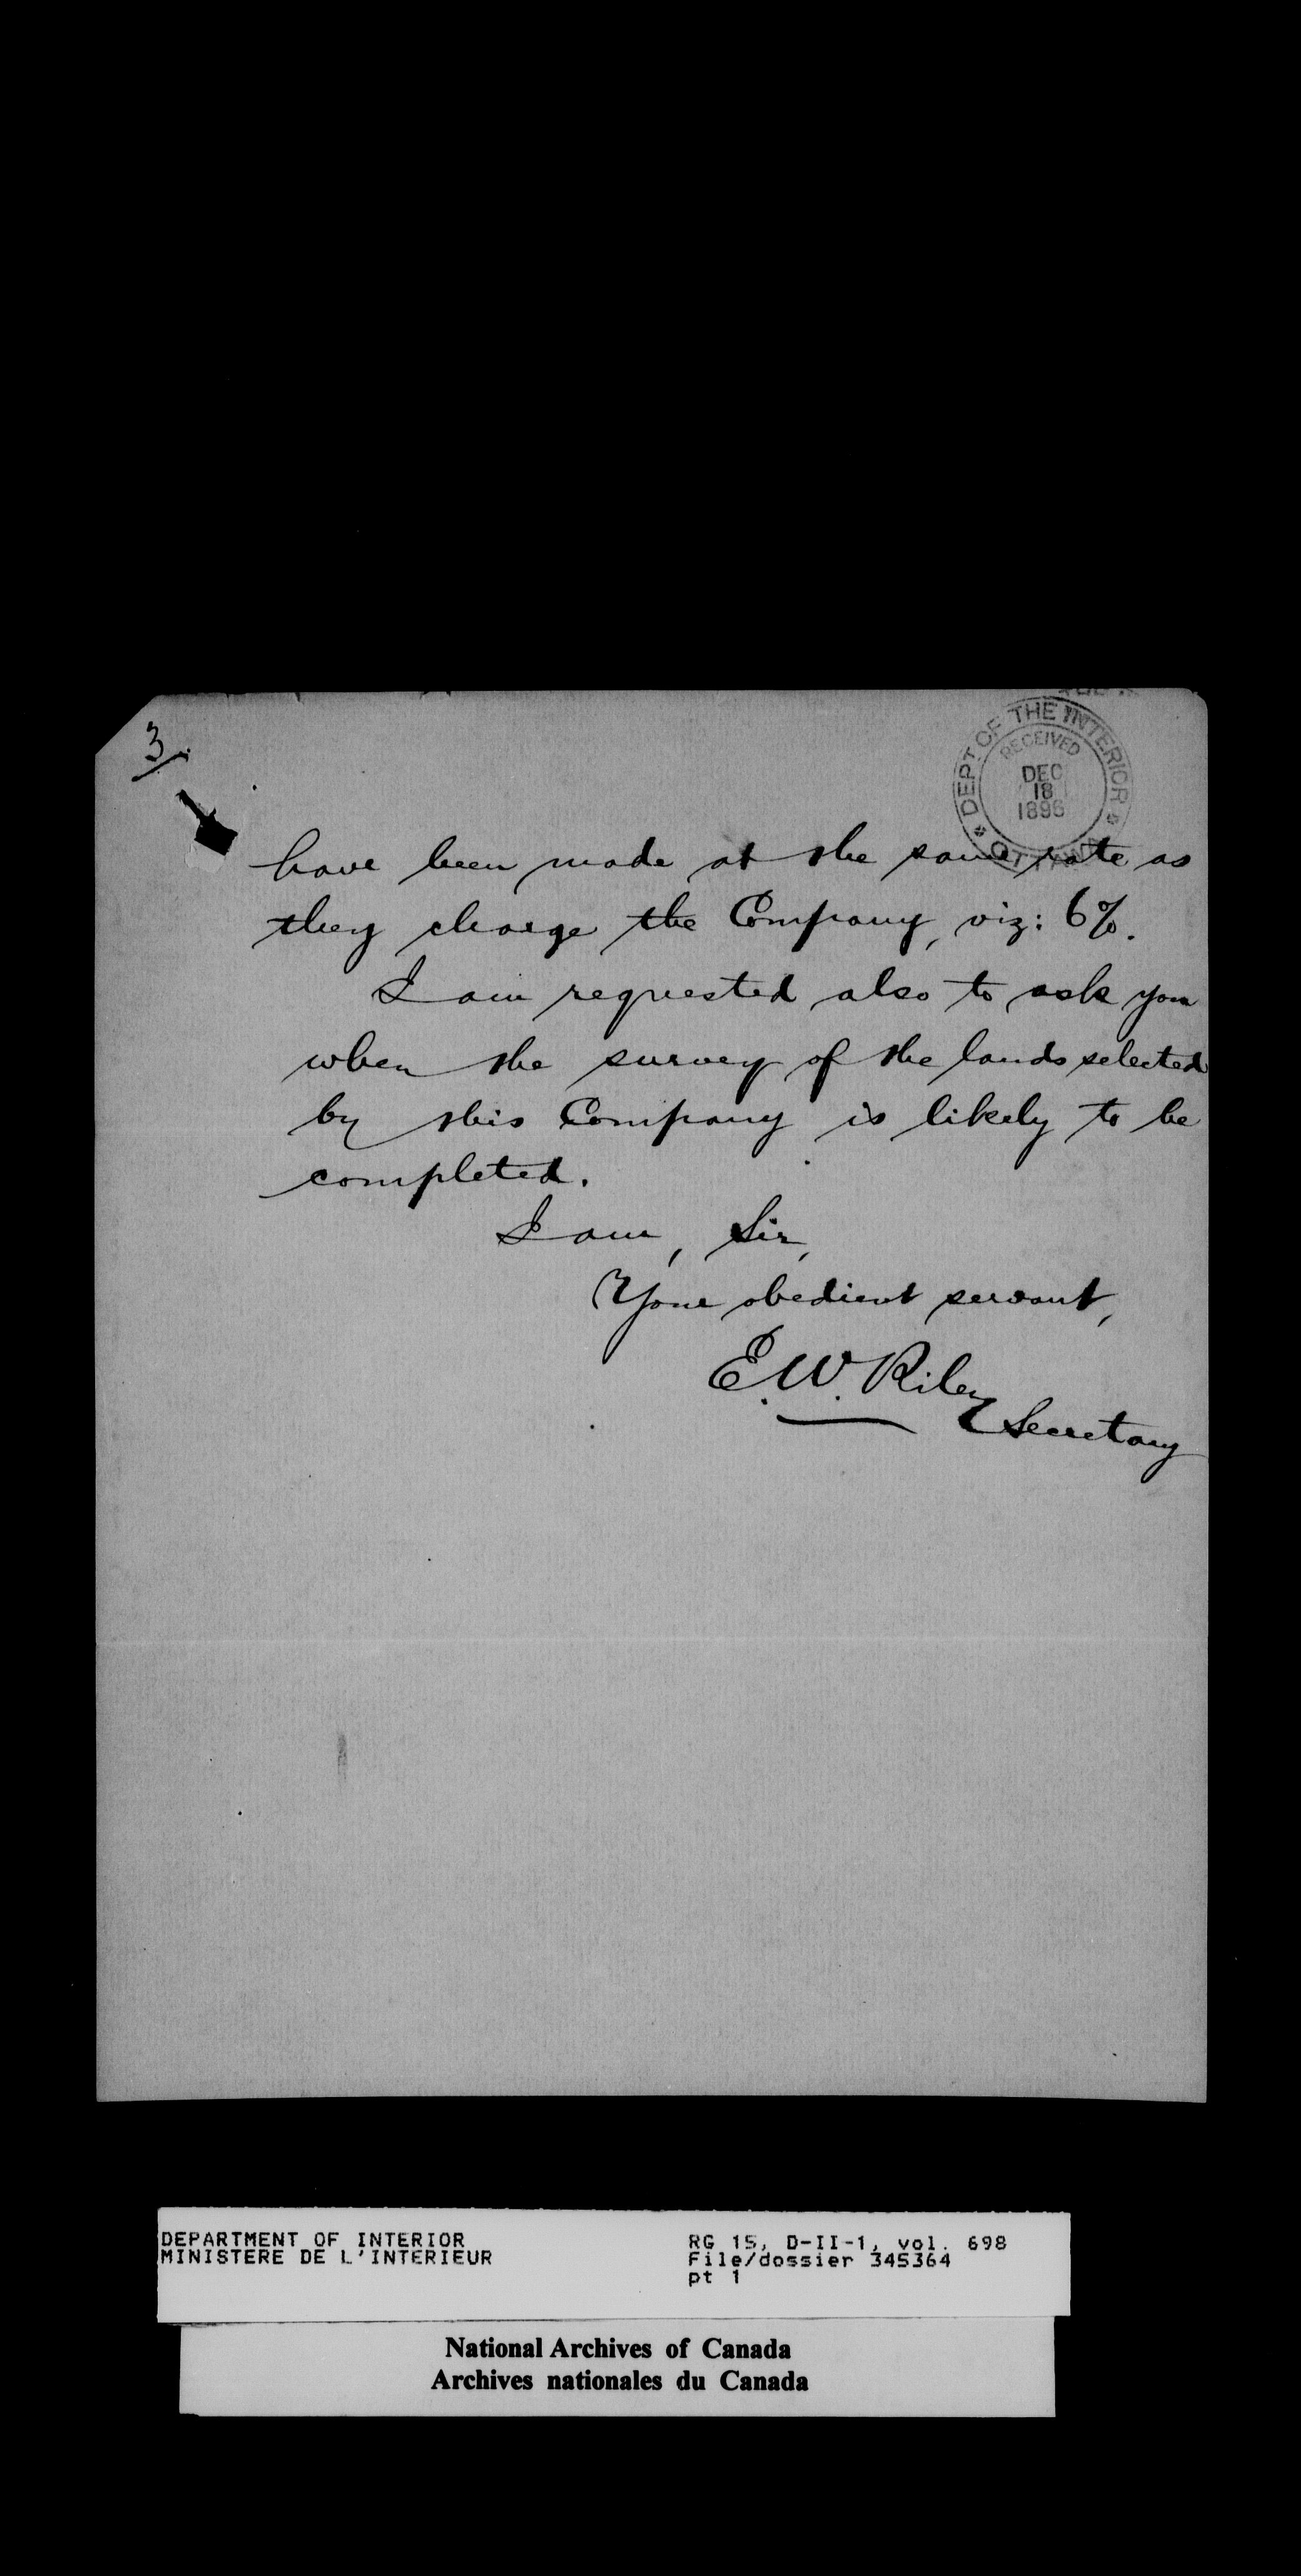 3/.
DEPT. OF THE INTERIOR
RECEIVED
DEC
18
1896
OTTAWA
have been made at the same rate as
they charge the Company, viz: 6%.
I am requested also to ask you
when the survey of the lands selected
by this Company is likely to be
completed.
I am, Sir,
Your obedient servant,
E. W. Riley
Secretary
DEPARTMENT OF INTERIOR
MINISTERE DE L'INTERIEUR
RG 15, D-II-1, vol. 698
File/dossier 345364
pt 1
National Archives of Canada
Archives nationales du Canada